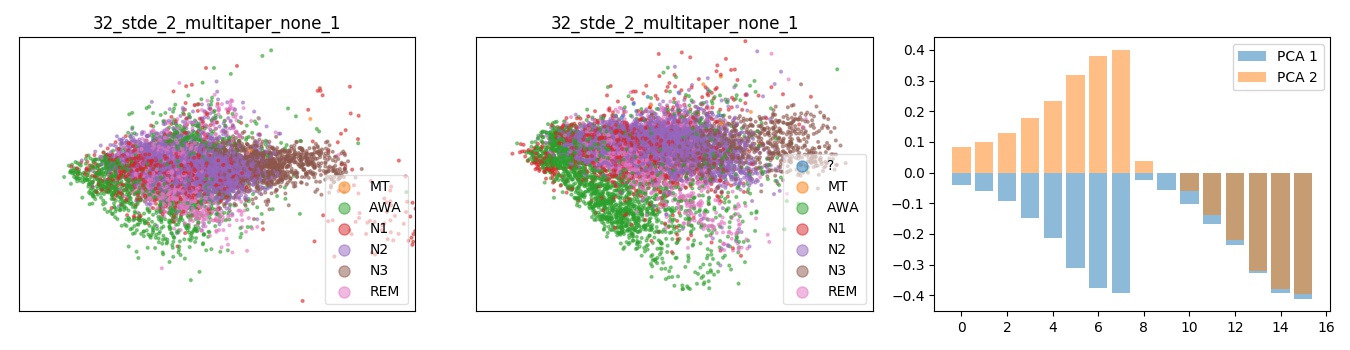 32_stde_2_multitaper_none_1
MT
AWA
N1
N2
N3
REM
32_stde_2_multitaper_none_1
?
MT
AWA
N1
N2
N3
REM
PCA 1
PCA 2
0.4
0.3
0.2
0.1
0.0
−0.1
−0.2
−0.3
−0.4
0 2 4 6 8 10 12 14 16